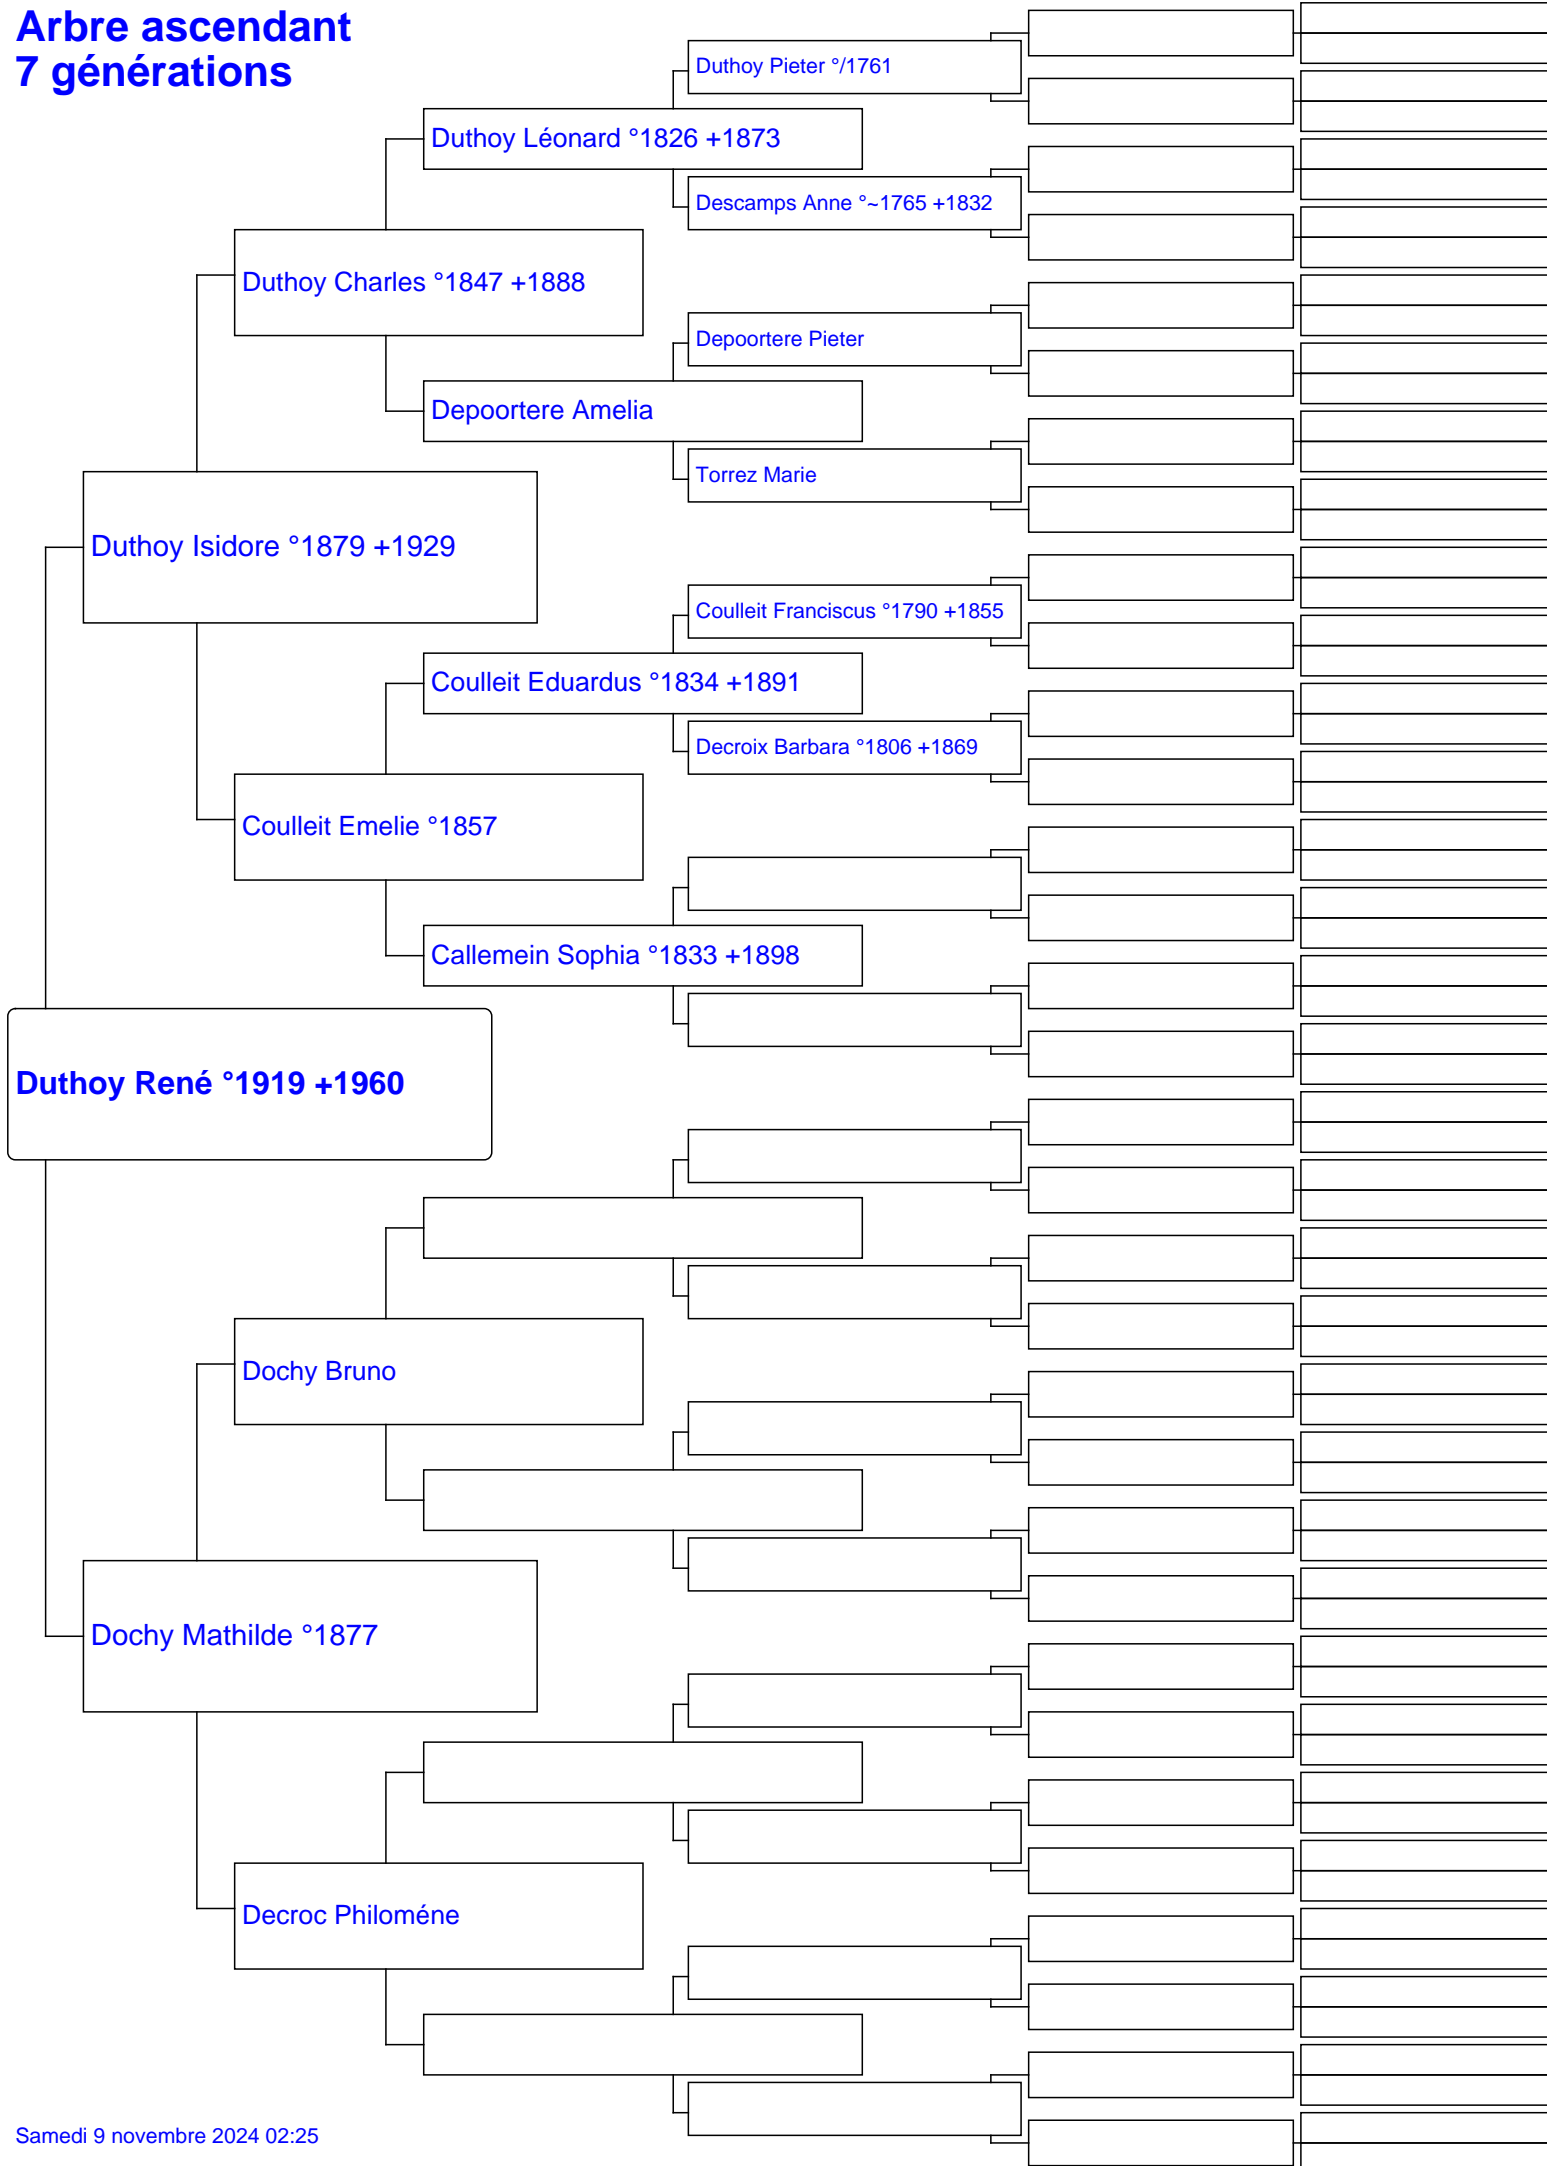 Arbre ascendant
7 générations
Duthoy Pieter °/1761
Duthoy Léonard °1826 +1873
Descamps Anne °~1765 +1832
Duthoy Charles °1847 +1888
Depoortere Pieter
Depoortere Amelia
Torrez Marie
Duthoy Isidore °1879 +1929
Coulleit Franciscus °1790 +1855
Coulleit Eduardus °1834 +1891
Decroix Barbara °1806 +1869
Coulleit Emelie °1857
Callemein Sophia °1833 +1898
Duthoy René °1919 +1960
Dochy Bruno
Dochy Mathilde °1877
Decroc Philoméne
Samedi 9 novembre 2024 02:25